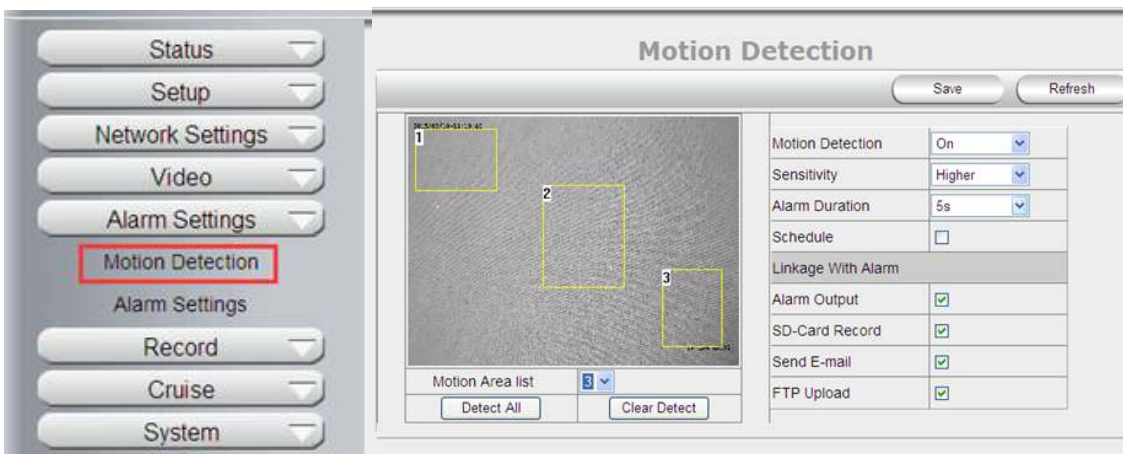 Status
Setup
Network Settings
Video
Alarm Settings
Motion Detection
Alarm Settings
Record
Cruise
System
Motion Detection
Save
Refresh
1
2
3
Motion Area list
3
Detect All
Clear Detect
Motion Detection
On
Sensitivity
Higher
Alarm Duration
5s
Schedule
Linkage With Alarm
Alarm Output
SD-Card Record
Send E-mail
FTP Upload